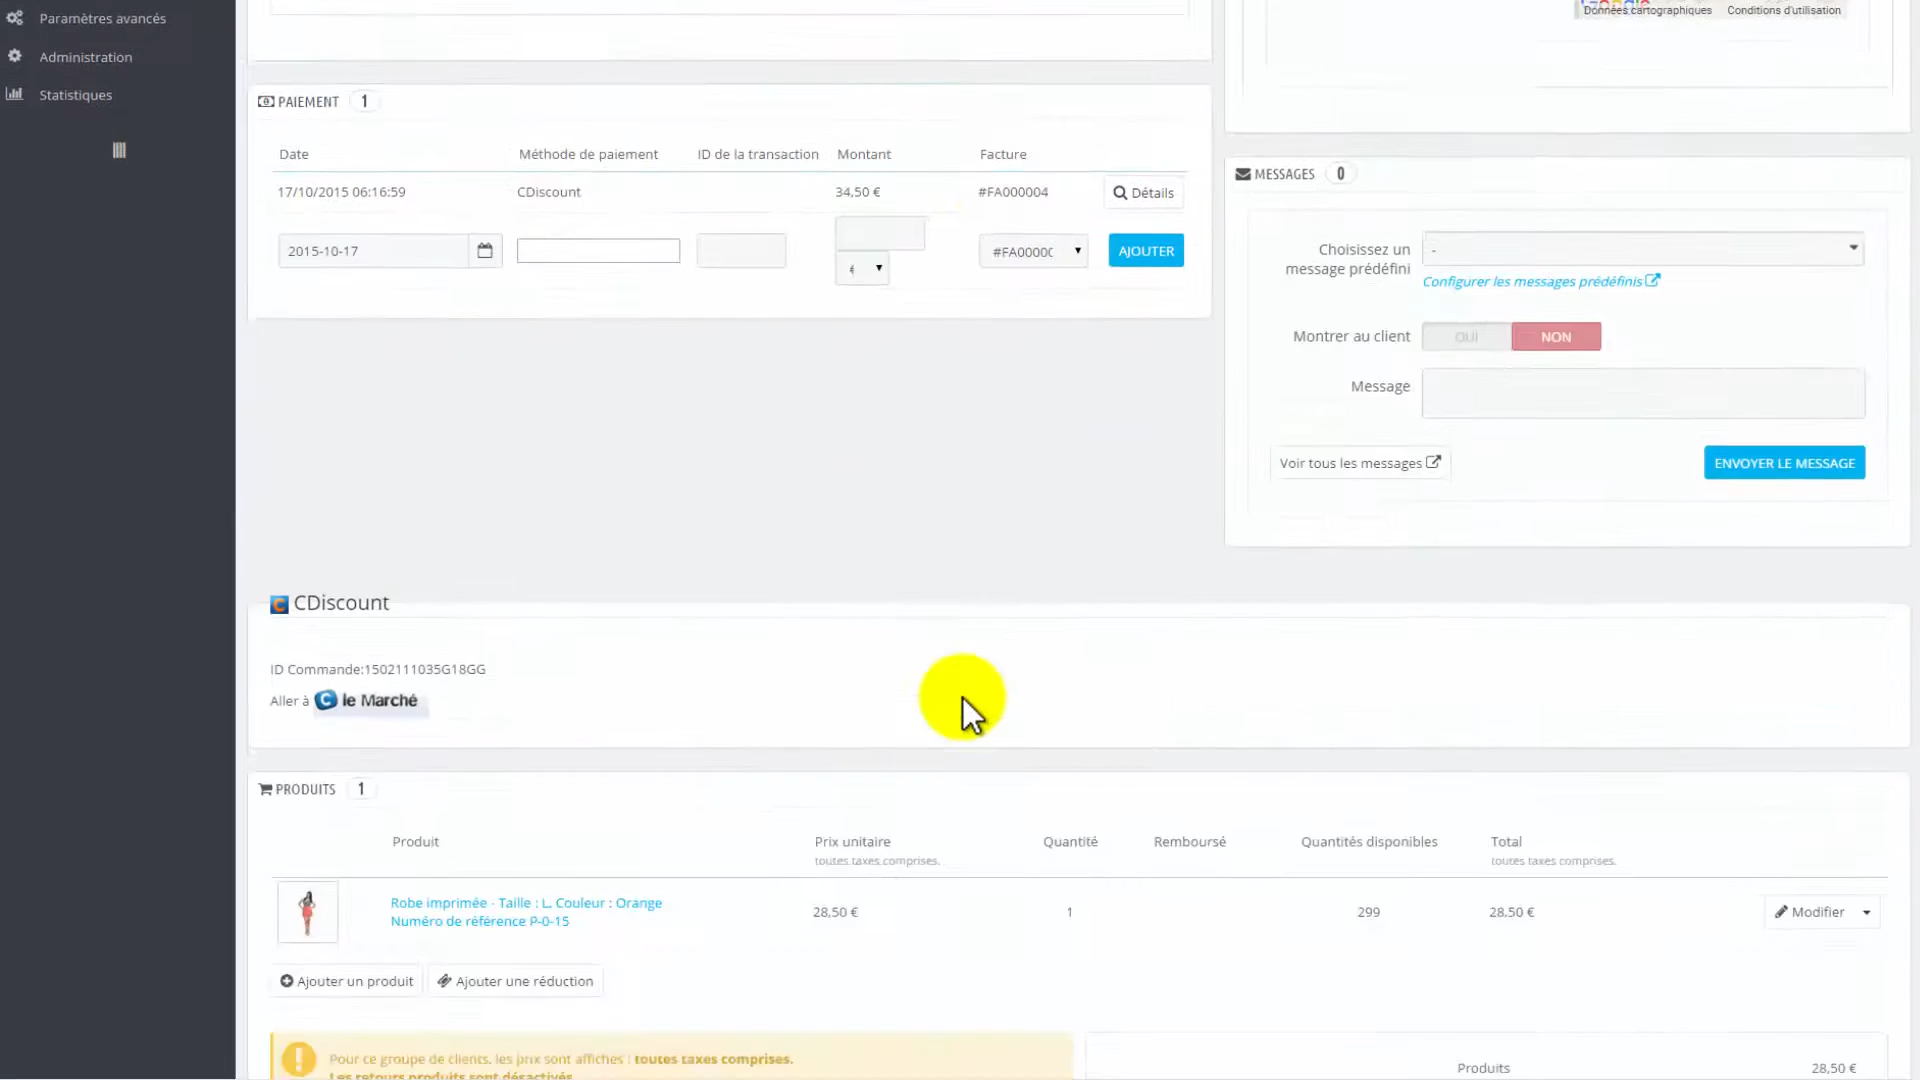 Paramètres avancés
Administration
Statistiques
Données cartographiques Conditions d'utilisation
PAIEMENT 1
Date Méthode de paiement ID de la transaction Montant Facture
17/10/2015 06:16:59 CDiscount 34,50 € #FA000004 Détails
2015-10-17 #FA0000 AJOUTER
MESSAGES 0
Choisissez un
message prédéfini
-
Configurer les messages prédéfinis
Montrer au client OUI NON
Message
Voir tous les messages ENVOYER LE MESSAGE
CDiscount
ID Commande:1502111035G18GG
Aller à C le Marché
PRODUITS 1
Produit Prix unitaire Quantité Remboursé Quantités disponibles Total
toutes taxes comprises. toutes taxes comprises.
Robe imprimée - Taille : L, Couleur : Orange
Numéro de référence P-0-15
28,50 € 1 299 28,50 € Modifier
Ajouter un produit Ajouter une réduction
Pour ce groupe de clients, les prix sont affichés : toutes taxes comprises.
Les retours produits sont désactivés
Produits 28,50 €